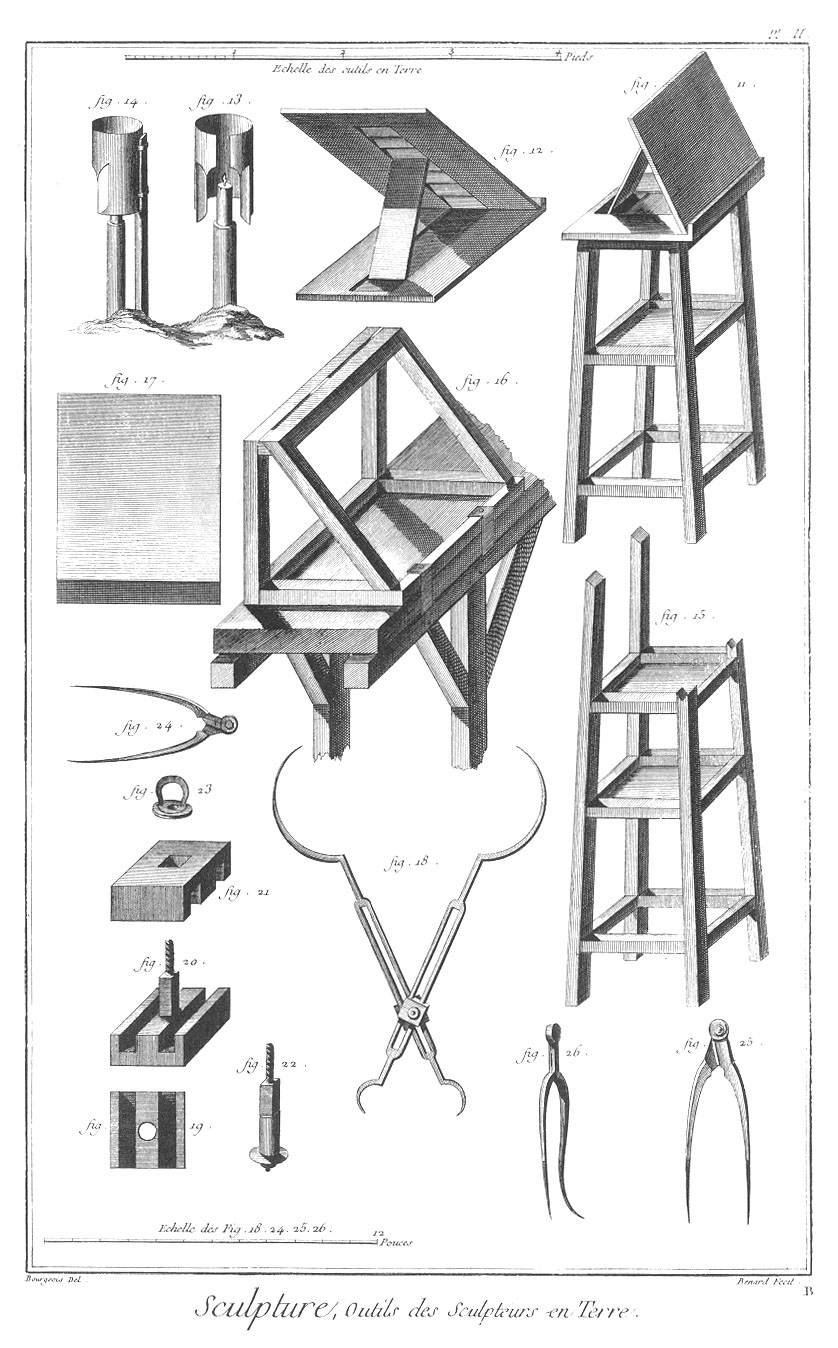 Pl. II.
1 2 3 4 Pieds
Echelle des outils en Terre
fig. 14.
fig. 13.
fig. 12.
fig. 11.
fig. 17.
fig. 16.
fig. 15.
fig. 24.
fig. 23
fig. 18.
fig. 21
fig. 20.
fig. 22.
fig. 19.
fig. 26.
fig. 25.
Echelle des Fig. 18. 24. 25. 26.
12
Pouces
Bourgeois Del.
Benard Fecit.
B
Sculpture, Outils des Sculpteurs en Terre.